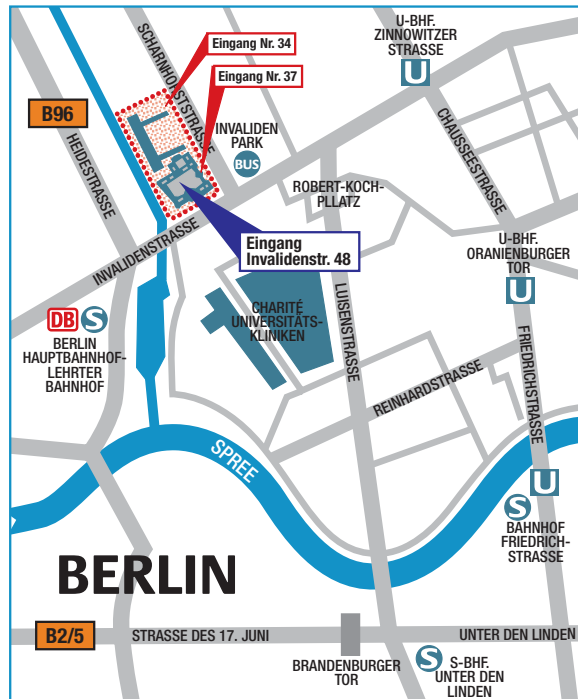 U-BHF.
ZINNOWITZER
STRASSE
U
SCHARNHORSTSTRASSE
Eingang Nr. 34
Eingang Nr. 37
B96
HEIDESTRASSE
INVALIDEN
PARK
BUS
CHAUSSEESTRASSE
ROBERT-KOCH-
PLLATZ
INVALIDENSTRASSE
Eingang
Invalidenstr. 48
U-BHF.
ORANIENBURGER
TOR
U
DB
S
BERLIN
HAUPTBAHNHOF-
LEHRTER
BAHNHOF
CHARITÉ
UNIVERSITÄTS-
KLINIKEN
LUISENSTRASSE
REINHARDSTRASSE
FRIEDRICHSTRASSE
SPREE
U
S
BAHNHOF
FRIEDRICH-
STRASSE
BERLIN
B2/5
STRASSE DES 17. JUNI
UNTER DEN LINDEN
BRANDENBURGER
TOR
S
S-BHF.
UNTER DEN
LINDEN